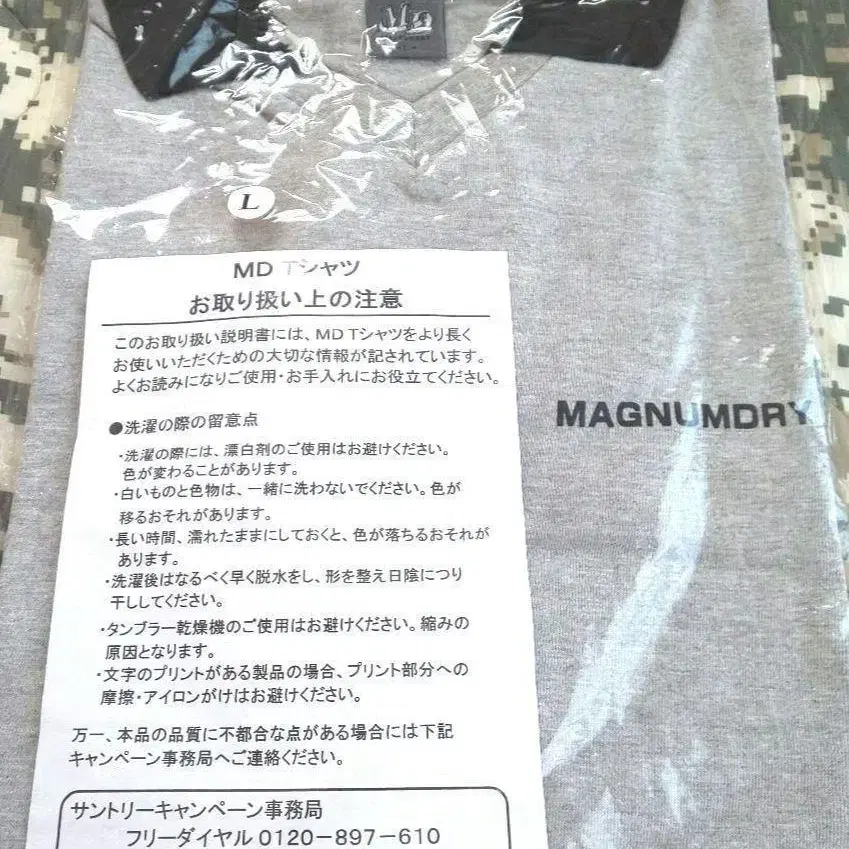 MD
L
MD Tシャツ
お取り扱い上の注意
このお取り扱い説明書には、MD Tシャツをより長く
お使いいただくための大切な情報が記されています。
よくお読みになりご使用・お手入れにお役立てください。
●洗濯の際の留意点
・洗濯の際には、漂白剤のご使用はお避けください。
色が変わることがあります。
・白いものと色物は、一緒に洗わないでください。色が
移るおそれがあります。
・長い時間、濡れたままにしておくと、色が落ちるおそれが
あります。
・洗濯後はなるべく早く脱水をし、形を整え日陰につり
干ししてください。
・タンブラー乾燥機のご使用はお避けください。縮みの
原因となります。
・文字のプリントがある製品の場合、プリント部分への
摩擦・アイロンがけはお避けください。
万一、本品の品質に不都合な点がある場合には下記
キャンペーン事務局へご連絡ください。
サントリーキャンペーン事務局
フリーダイヤル 0120-897-610
MAGNUMDRY